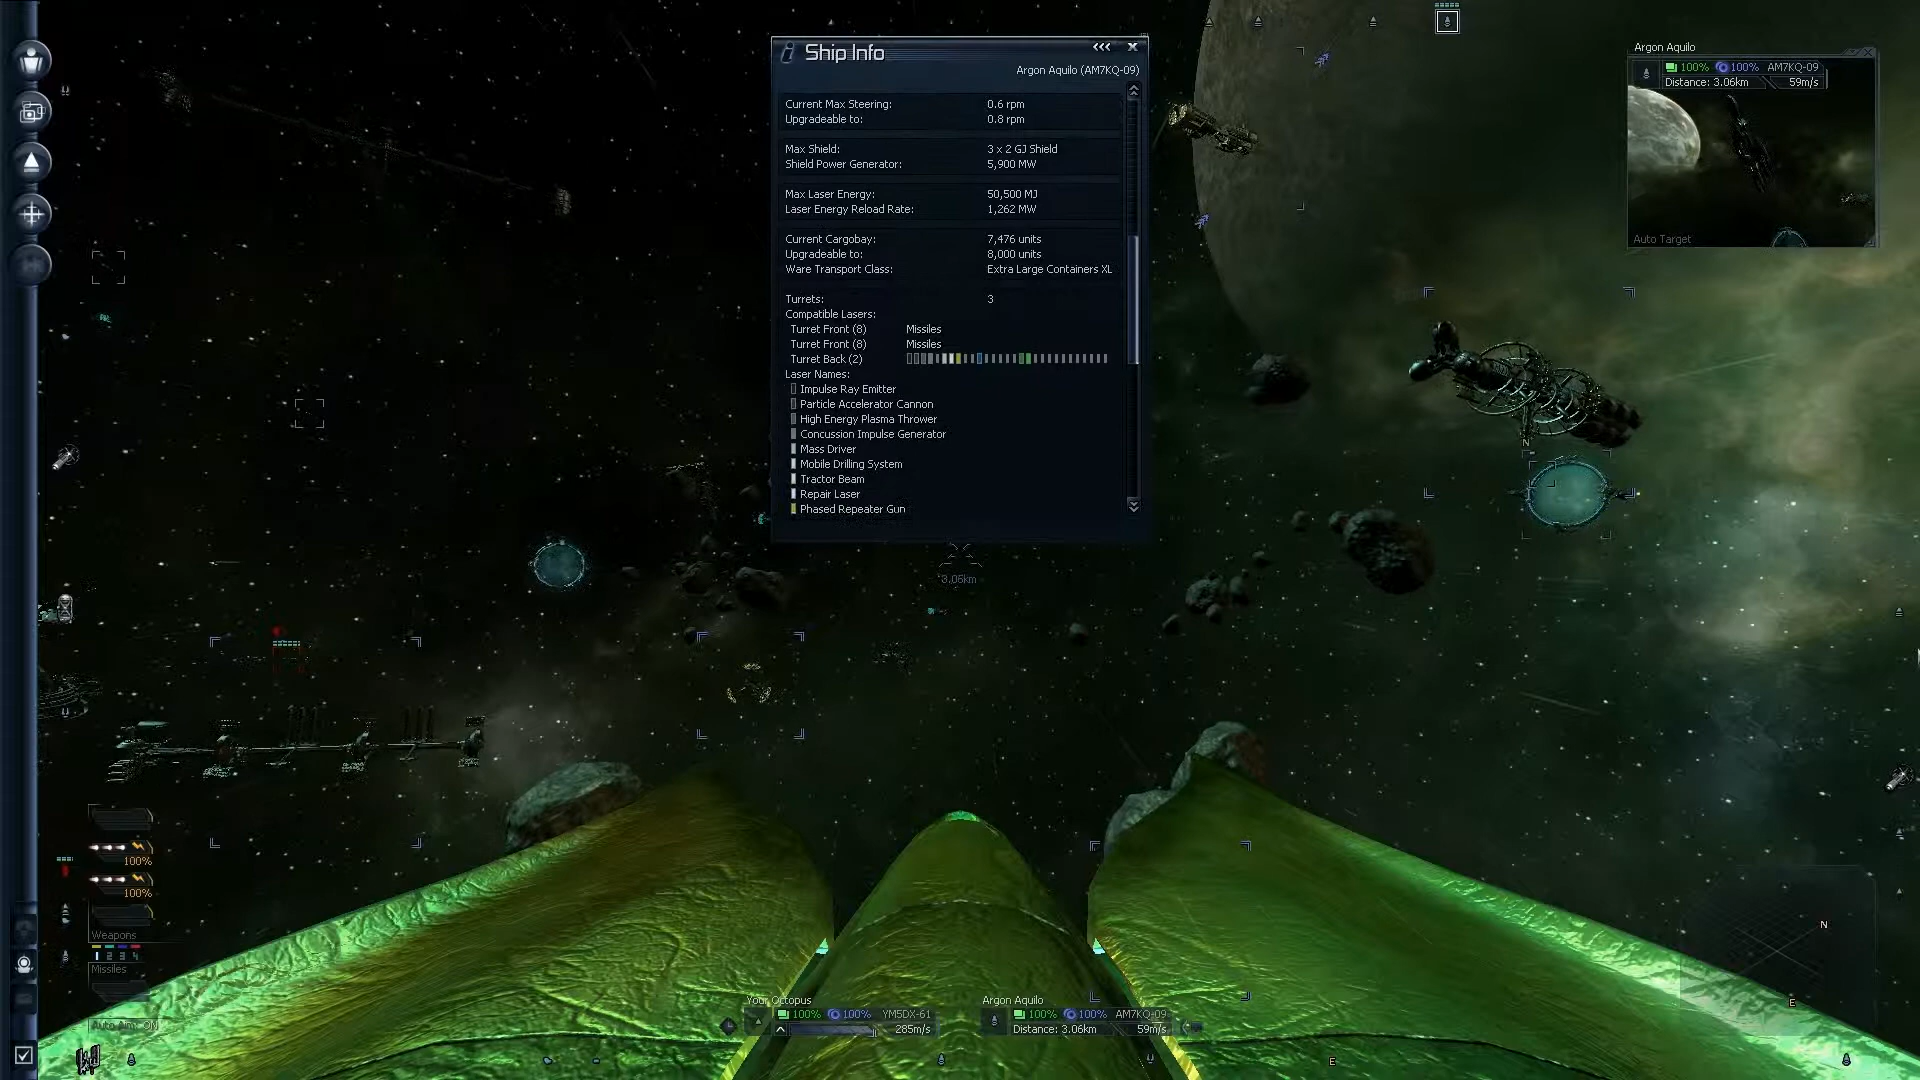 Ship Info
Argon Aquilo (AM7KQ-09)
Current Max Steering: 0.6 rpm
Upgradeable to: 0.8 rpm
Max Shield: 3 x 2 GJ Shield
Shield Power Generator: 5,900 MW
Max Laser Energy: 50,500 MJ
Laser Energy Reload Rate: 1,262 MW
Current Cargobay: 7,476 units
Upgradeable to: 8,000 units
Ware Transport Class: Extra Large Containers XL
Turrets: 3
Compatible Lasers:
Turret Front (8) Missiles
Turret Front (8) Missiles
Turret Back (2)
Laser Names:
Impulse Ray Emitter
Particle Accelerator Cannon
High Energy Plasma Thrower
Concussion Impulse Generator
Mass Driver
Mobile Drilling System
Tractor Beam
Repair Laser
Phased Repeater Gun
Argon Aquilo
100% 100% AM7KQ-09
Distance: 3.06km 59m/s
Auto Target
N
3.06km
100%
100%
Weapons
1 2 3 4
Missiles
Auto Aim: ON
N
E
Your Octopus
100% 100% YM5DX-61
285m/s
Argon Aquilo
100% 100% AM7KQ-09
Distance: 3.06km 59m/s
E